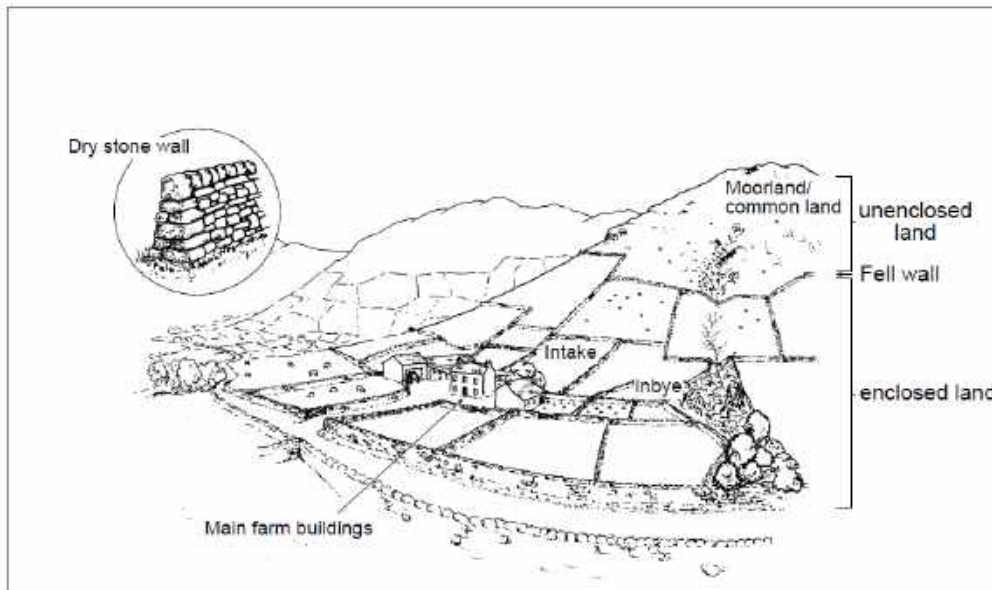 Dry stone wall
Moorland/
common land
unenclosed
land
Fell wall
Intake
Inbye
enclosed land
Main farm buildings